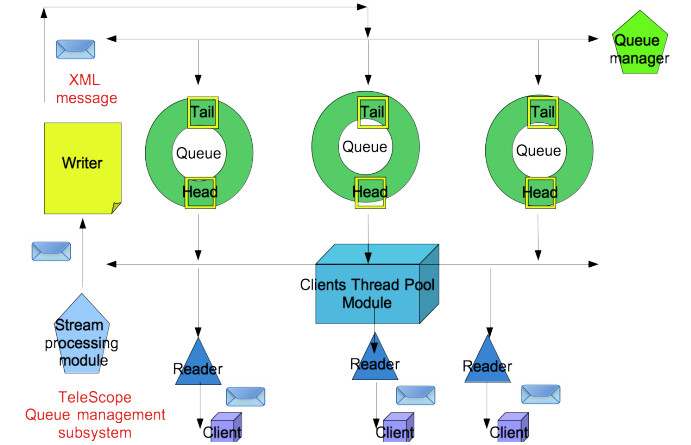 Queue
manager
XML
message
Tail
Tail
Tail
Writer
Queue
Queue
Queue
Head
Head
Head
Clients Thread Pool
Module
Stream
processing
module
Reader
Reader
Reader
TeleScope
Queue management
subsystem
Client
Client
Client